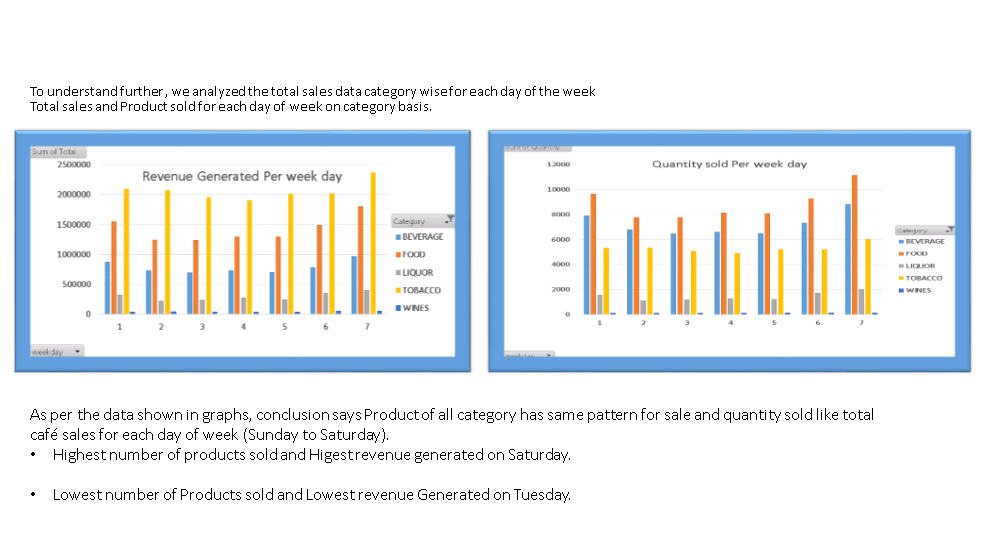 To understand further, we analyzed the total sales data category wise for each day of the week
Total sales and Product sold for each day of week on category basis.
Sum of Total
Revenue Generated Per week day
2500000
2000000
1500000
1000000
500000
0
1 2 3 4 5 6 7
Category
BEVERAGE
FOOD
LIQUOR
TOBACCO
WINES
weekday
Sum of Quantity
Quantity sold Per week day
12000
10000
8000
6000
4000
2000
0
1 2 3 4 5 6 7
Category
BEVERAGE
FOOD
LIQUOR
TOBACCO
WINES
weekday
As per the data shown in graphs, conclusion says Product of all category has same pattern for sale and quantity sold like total
café sales for each day of week (Sunday to Saturday).
• Highest number of products sold and Higest revenue generated on Saturday.
• Lowest number of Products sold and Lowest revenue Generated on Tuesday.